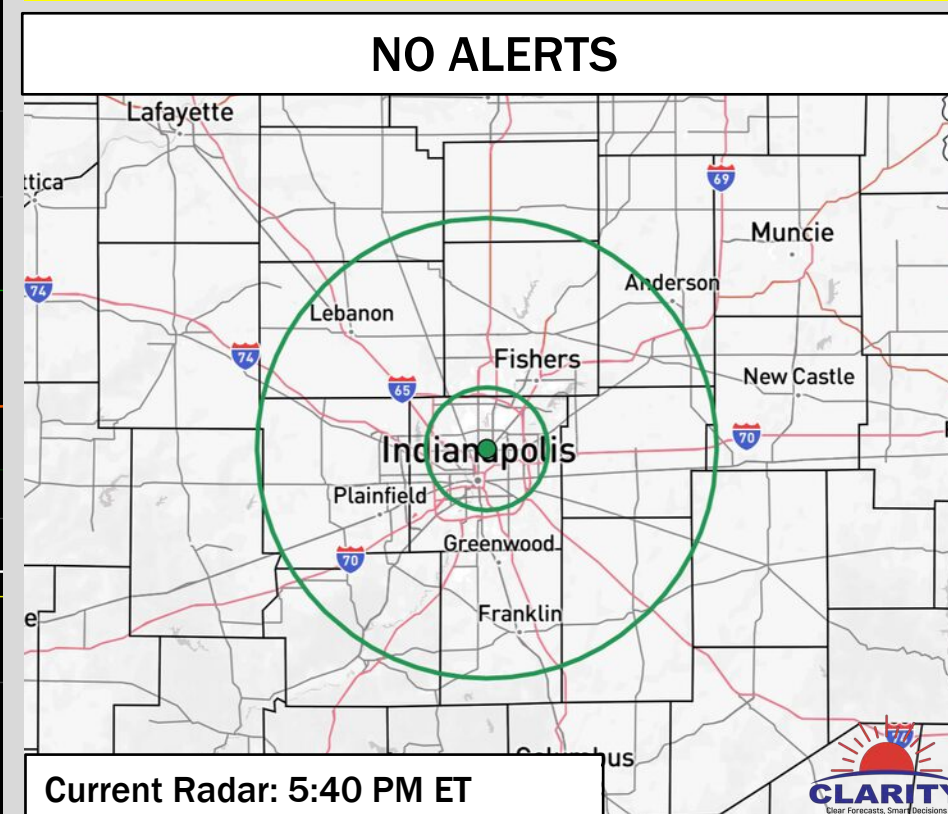 NO ALERTS
Lafayette
ttica
69
Muncie
74
Anderson
Lebanon
74
Fishers
65
New Castle
70
Indianapolis
Plainfield
Greenwood
70
Franklin
e
Columbus
Current Radar: 5:40 PM ET
CLARITY
Clear Forecasts, Smart Decisions